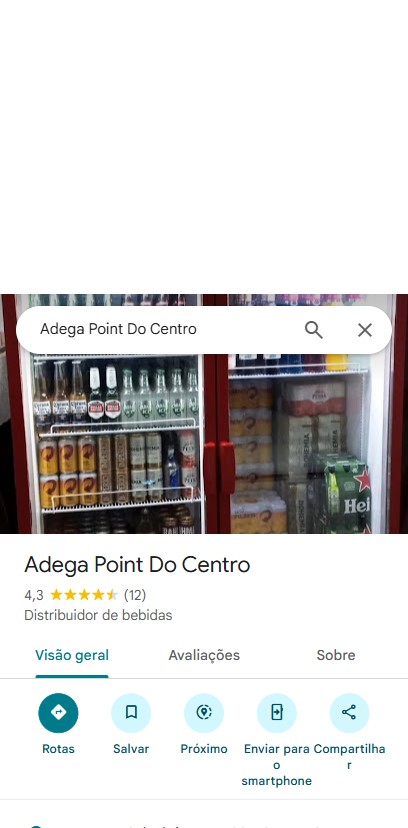 Adega Point Do Centro
Hei
Adega Point Do Centro
4,3 (12)
Distribuidor de bebidas
Visão geral Avaliações Sobre
Rotas Salvar Próximo Enviar para o smartphone Compartilhar